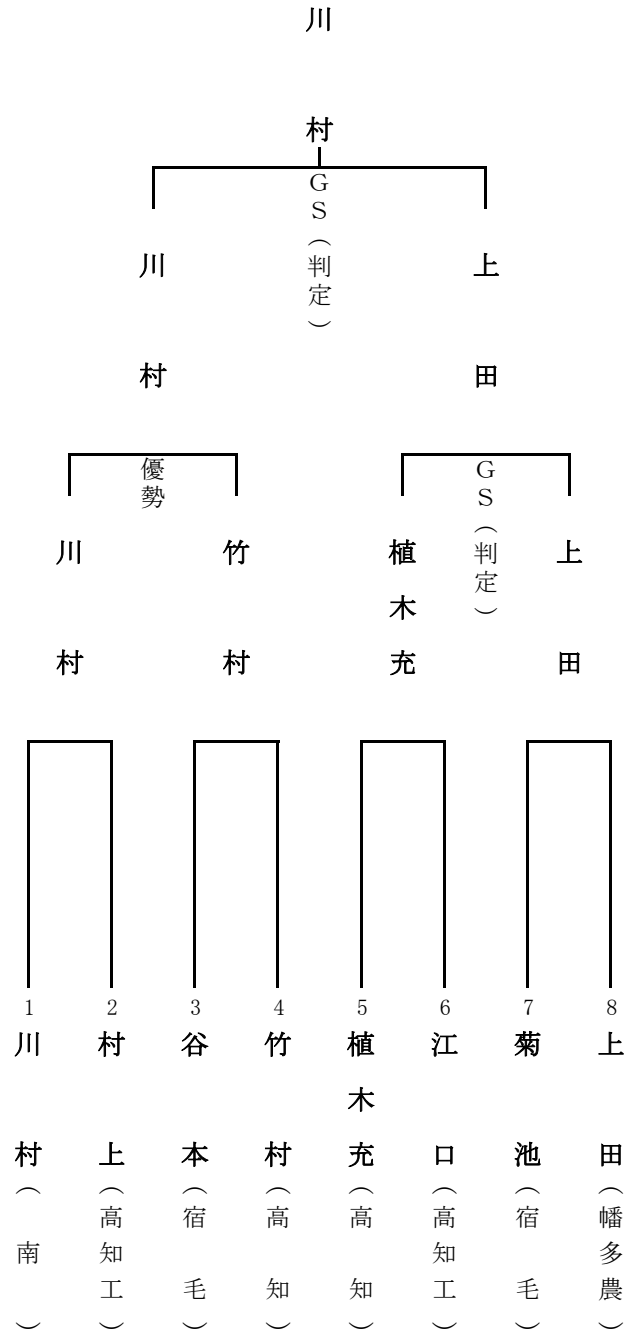 川村
GS（判定）
川村
上田
優勢
GS（判定）
川村
竹村
植木充
上田
1
2
3
4
5
6
7
8
川村（南）
村上（高知工）
谷本（宿毛）
竹村（高知）
植木充（高知）
江口（高知工）
菊池（宿毛）
上田（幡多農）